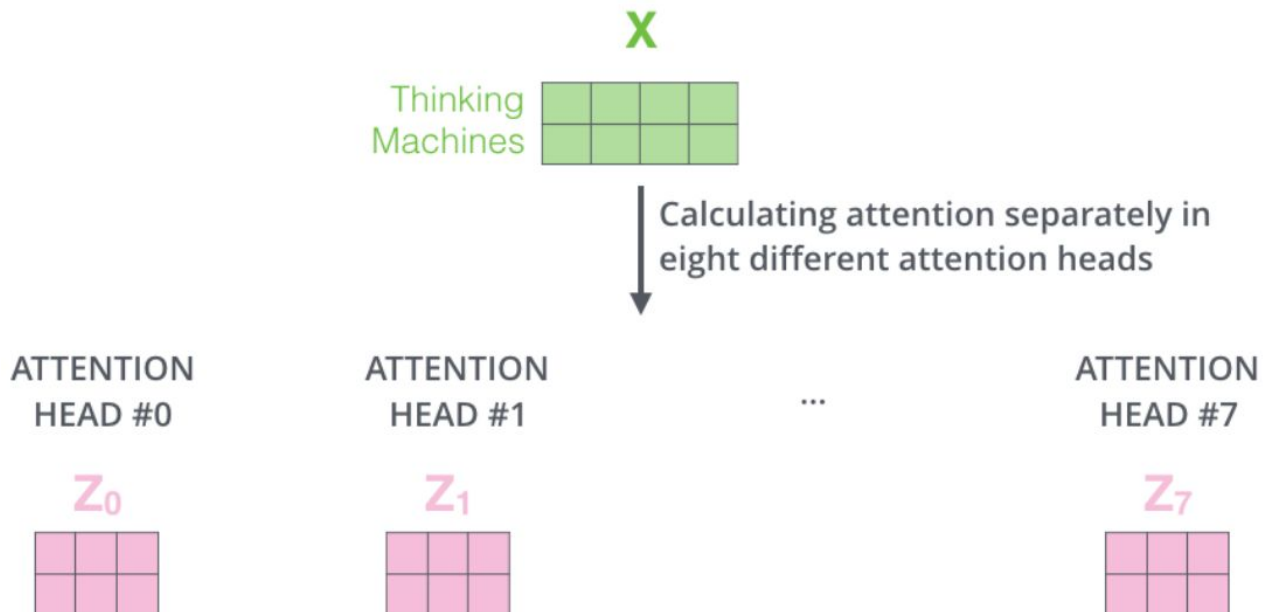 X
Thinking
Machines
Calculating attention separately in
eight different attention heads
ATTENTION
HEAD #0
ATTENTION
HEAD #1
...
ATTENTION
HEAD #7
Z0
Z1
Z7